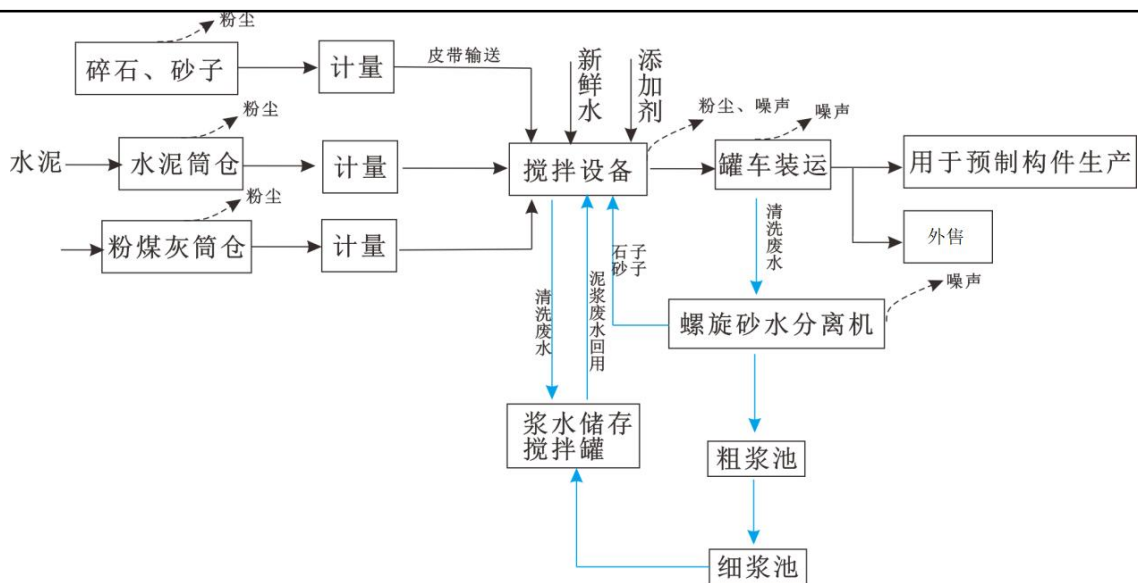 粉尘
碎石、砂子
计量
皮带输送
新鲜水
添加剂
粉尘
粉尘、噪声
噪声
水泥
水泥筒仓
计量
搅拌设备
罐车装运
用于预制构件生产
粉尘
粉煤灰筒仓
计量
外售
清洗废水
泥浆废水回用
石子
砂子
清洗废水
噪声
螺旋砂水分离机
浆水储存
搅拌罐
粗浆池
细浆池